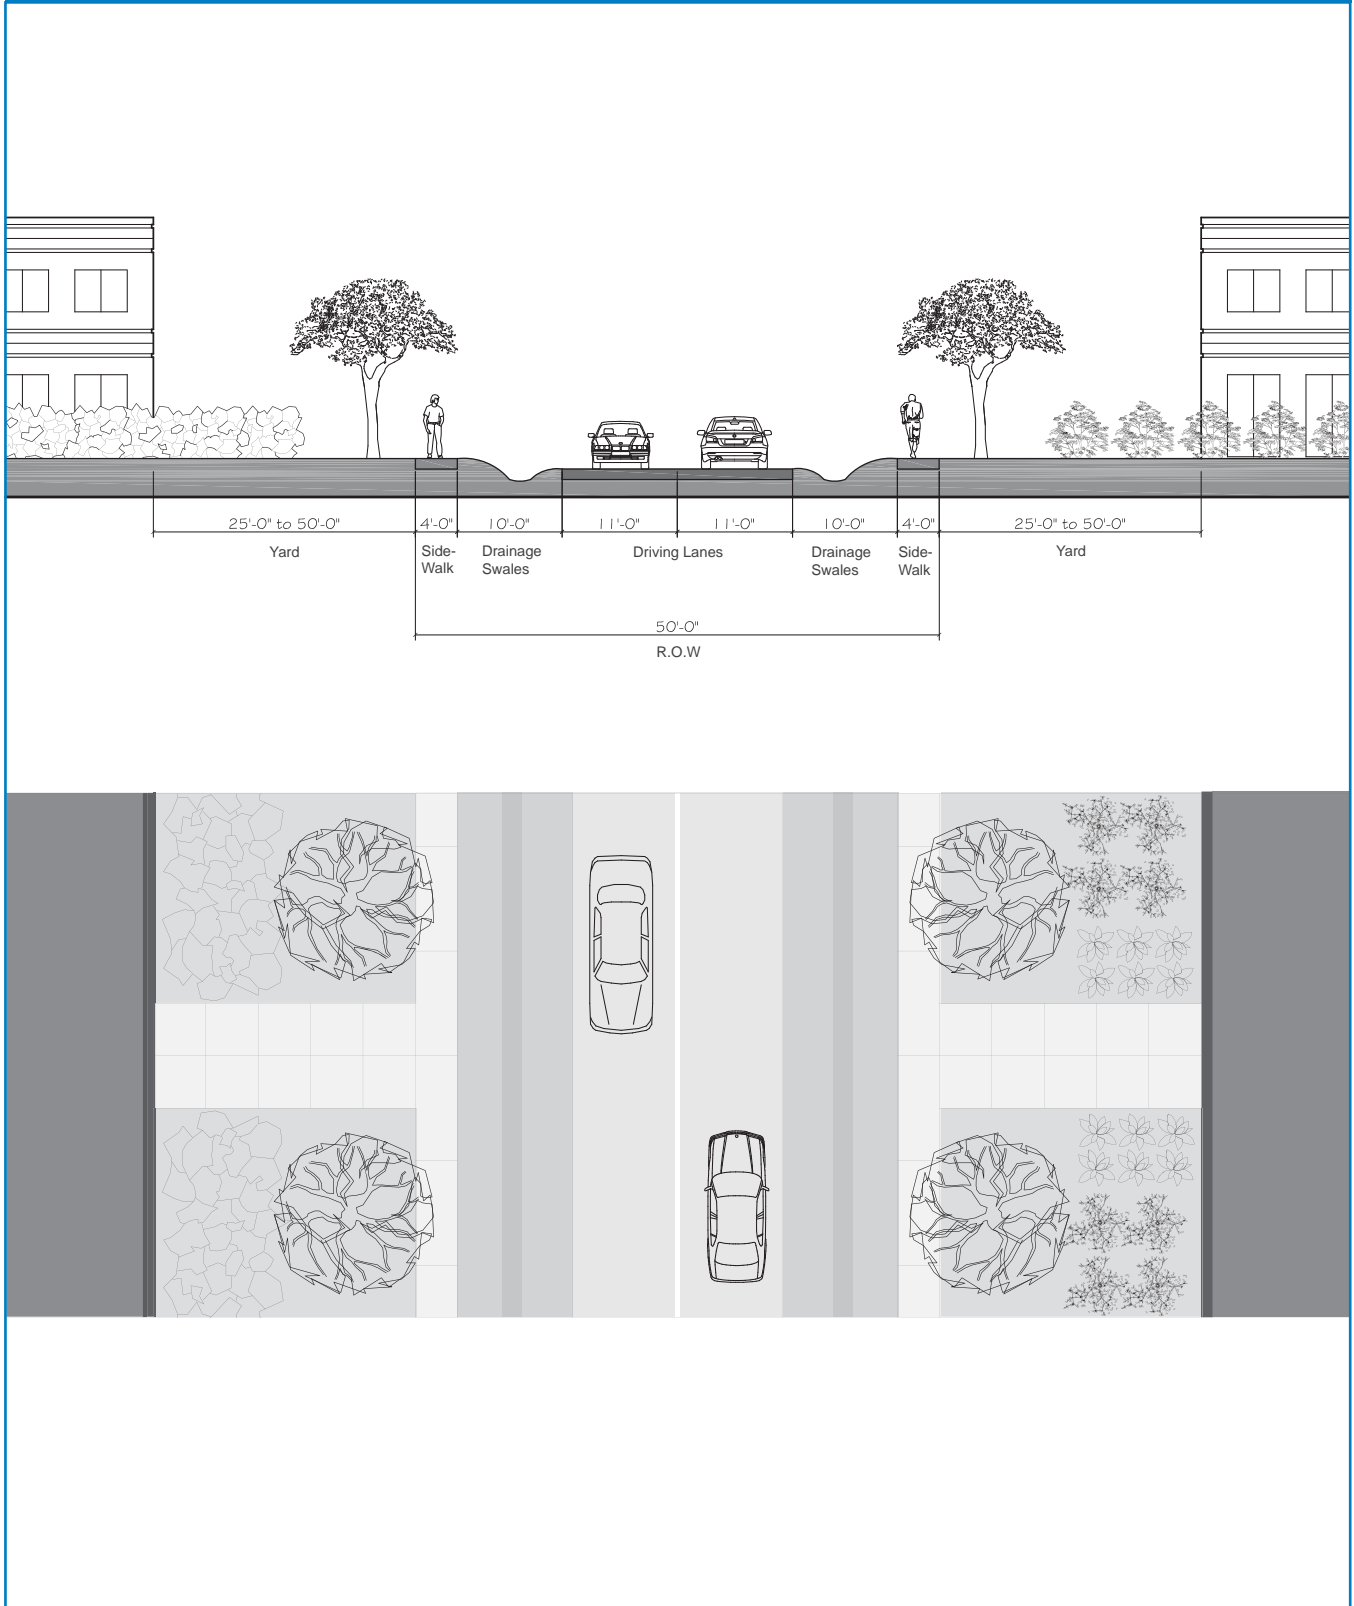 25'-0" to 50'-0" 4'-0" 10'-0" 11'-0" 11'-0" 10'-0" 4'-0" 25'-0" to 50'-0"
Yard Side- Drainage Driving Lanes Drainage Side- Yard
Walk Swales Swales Walk
50'-0"
R.O.W